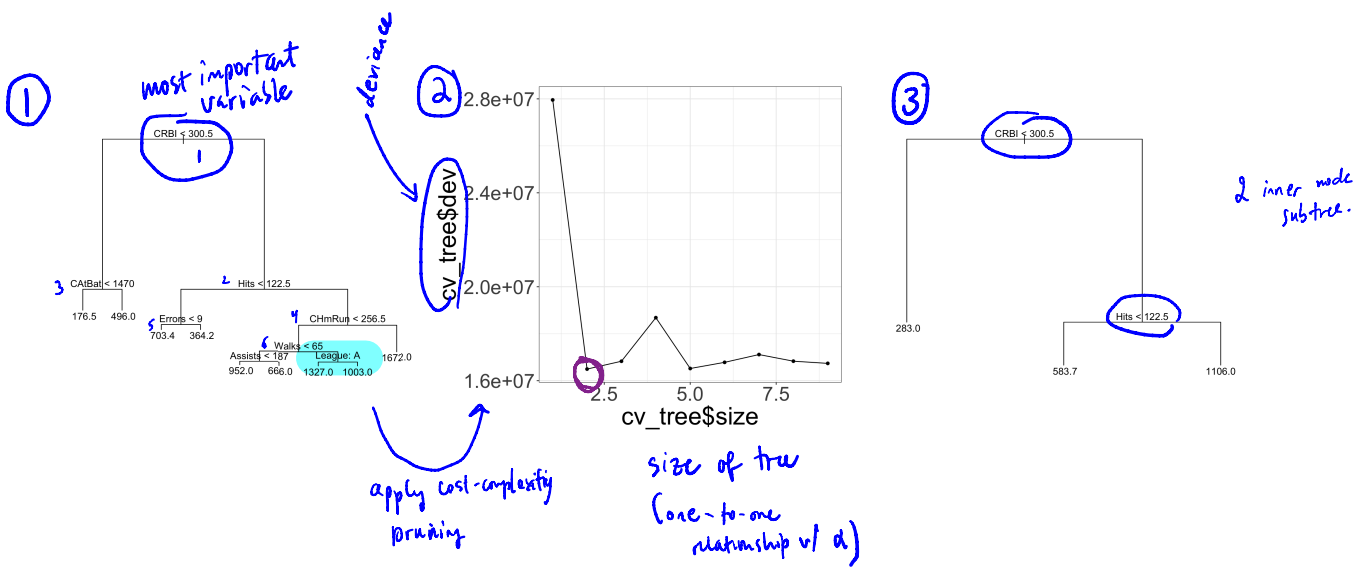 1
most important
variable
CRBI < 300.5
1
3 CAtBat < 1470
176.5 496.0
2 Hits < 122.5
5 Errors < 9
703.4 364.2
4 CHmRun < 256.5
6 Walks < 65
Assists < 187
952.0 666.0
League: A
1327.0 1003.0
1672.0
apply cost-complexity
pruning
deviance
2
cv_tree$dev
2.8e+07
2.4e+07
2.0e+07
1.6e+07
2.5 5.0 7.5
cv_tree$size
size of tree
(one-to-one
relationship w/ α)
3
CRBI < 300.5
283.0
Hits < 122.5
583.7 1106.0
2 inner node
subtree.